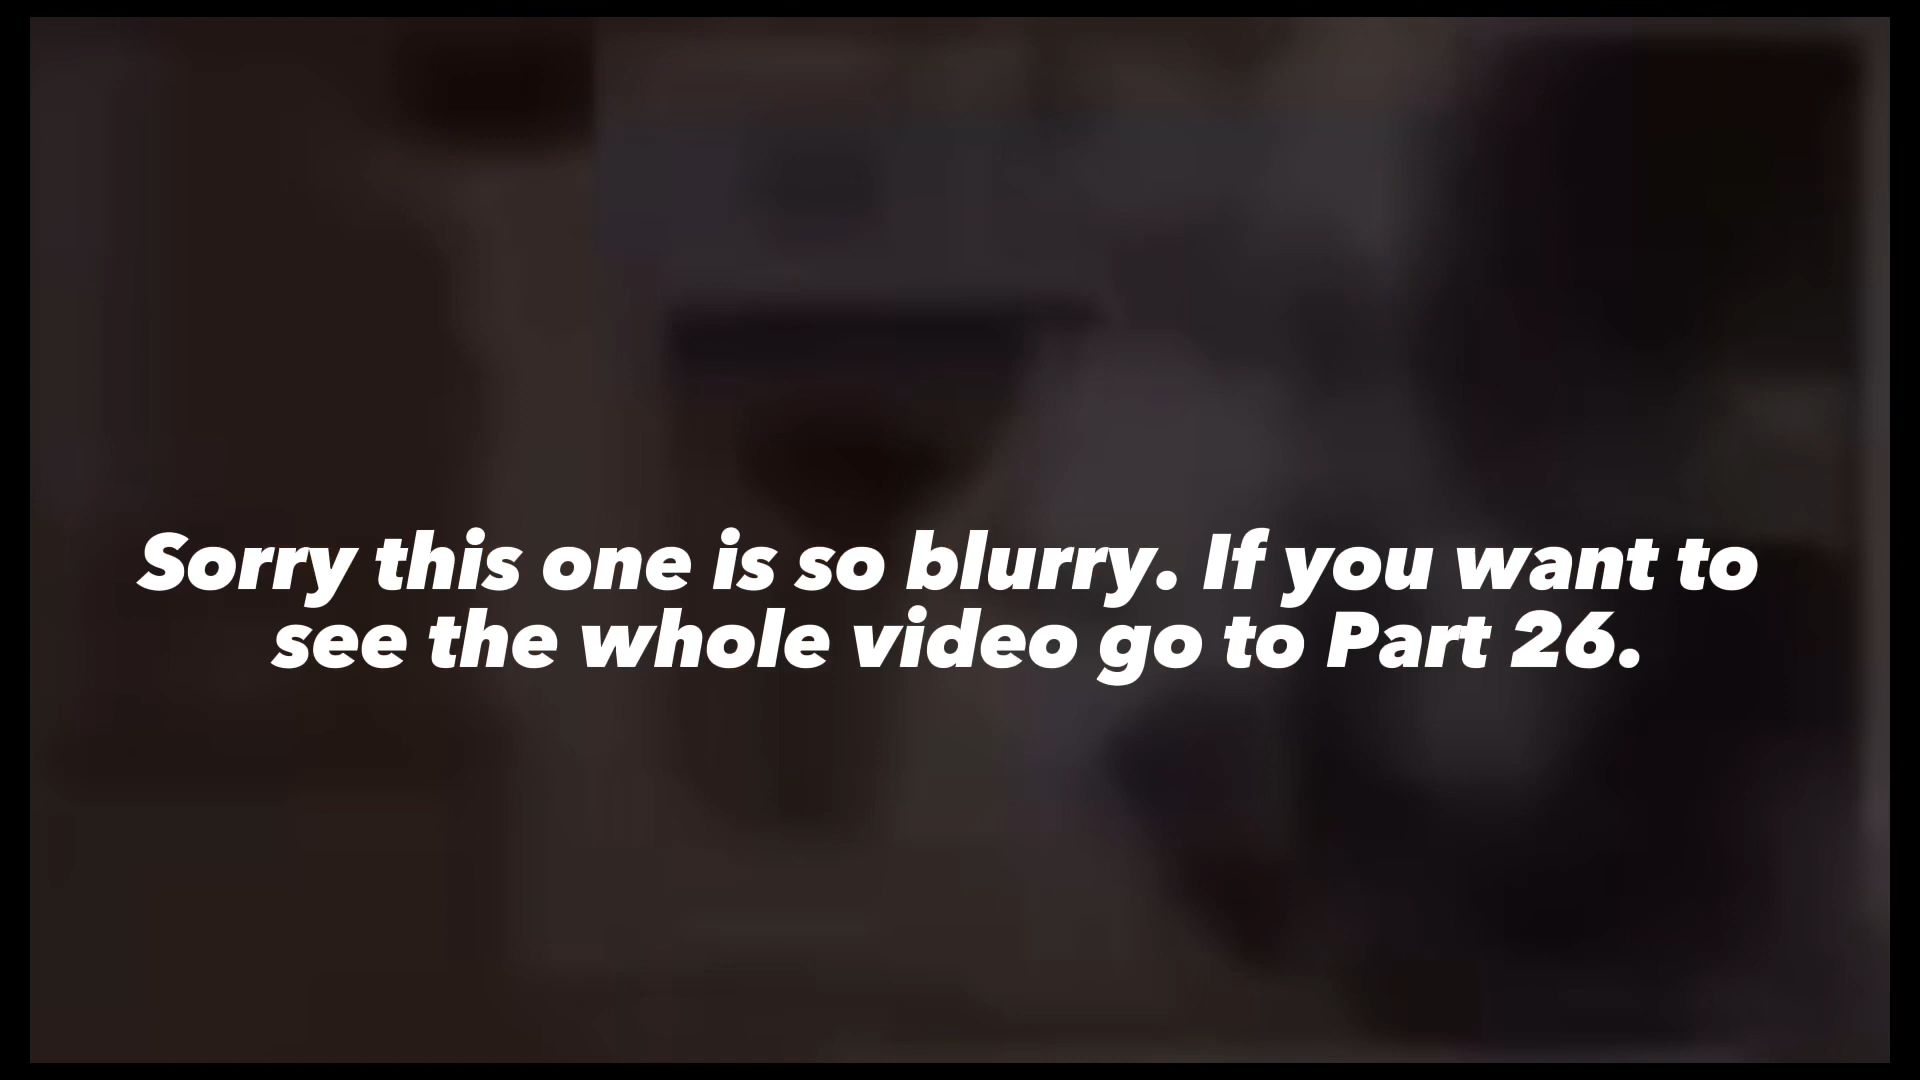 Sorry this one is so blurry. If you want to
see the whole video go to Part 26.